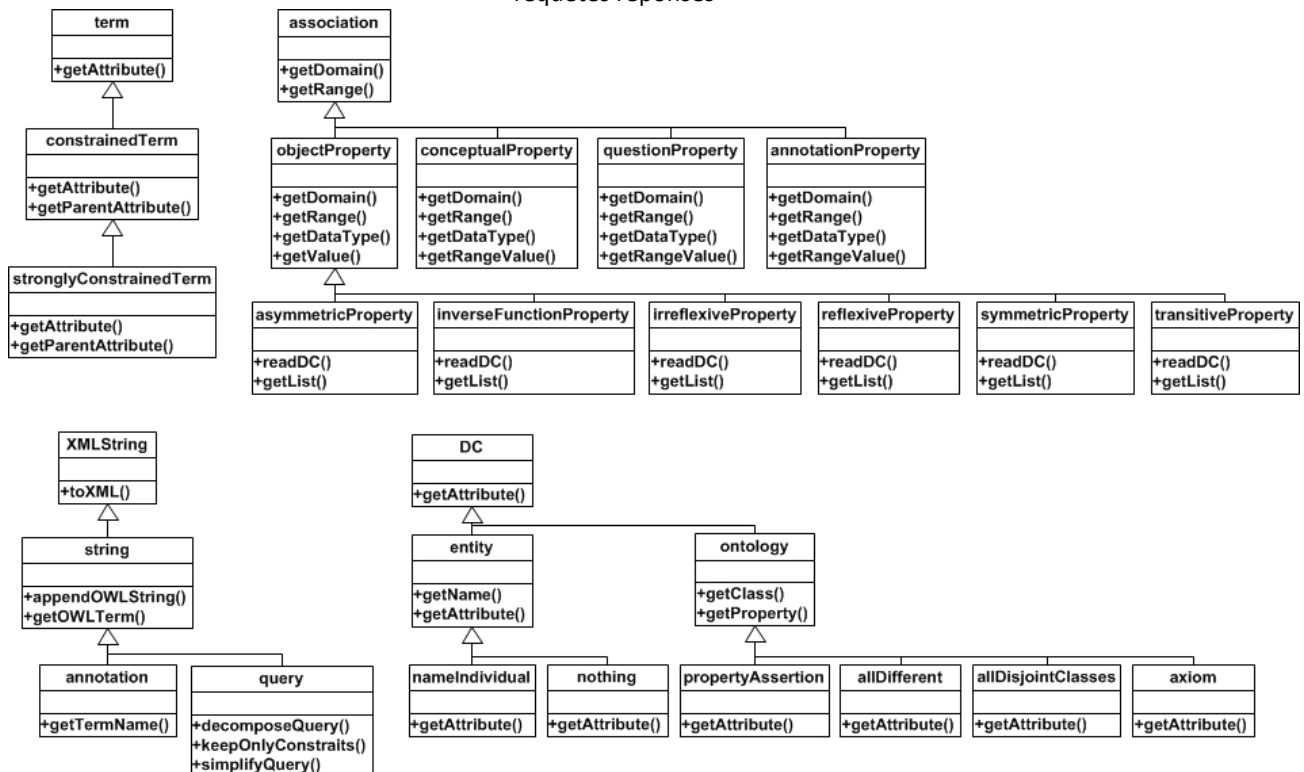 requêtes réponses
term
+getAttribute()
constrainedTerm
+getAttribute()
+getParentAttribute()
stronglyConstrainedTerm
+getAttribute()
+getParentAttribute()
association
+getDomain()
+getRange()
objectProperty
+getDomain()
+getRange()
+getDataType()
+getValue()
conceptualProperty
+getDomain()
+getRange()
+getDataType()
+getRangeValue()
questionProperty
+getDomain()
+getRange()
+getDataType()
+getRangeValue()
annotationProperty
+getDomain()
+getRange()
+getDataType()
+getRangeValue()
asymmetricProperty
+readDC()
+getList()
inverseFunctionProperty
+readDC()
+getList()
irreflexiveProperty
+readDC()
+getList()
reflexiveProperty
+readDC()
+getList()
symmetricProperty
+readDC()
+getList()
transitiveProperty
+readDC()
+getList()
XMLString
+toXML()
string
+appendOWLString()
+getOWLTerm()
annotation
+getTermName()
query
+decomposeQuery()
+keepOnlyConstraits()
+simplifyQuery()
DC
+getAttribute()
entity
+getName()
+getAttribute()
ontology
+getClass()
+getProperty()
nameIndividual
+getAttribute()
nothing
+getAttribute()
propertyAssertion
+getAttribute()
allDifferent
+getAttribute()
allDisjointClasses
+getAttribute()
axiom
+getAttribute()